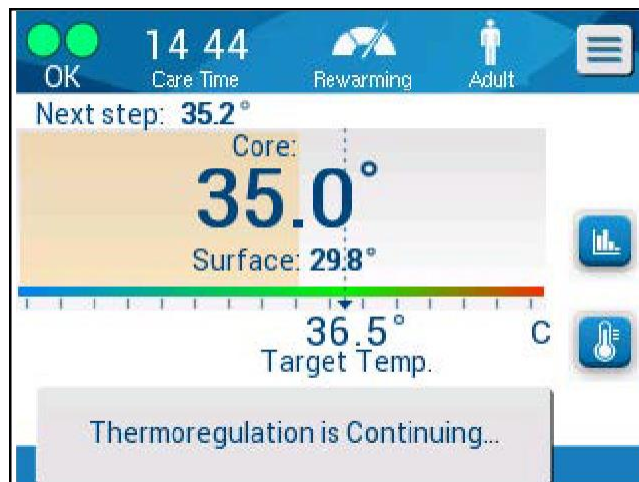 14 44
OK Care Time Rewarming Adult
Next step: 35.2°
Core:
35.0°
Surface: 29.8°
36.5° C
Target Temp.
Thermoregulation is Continuing...